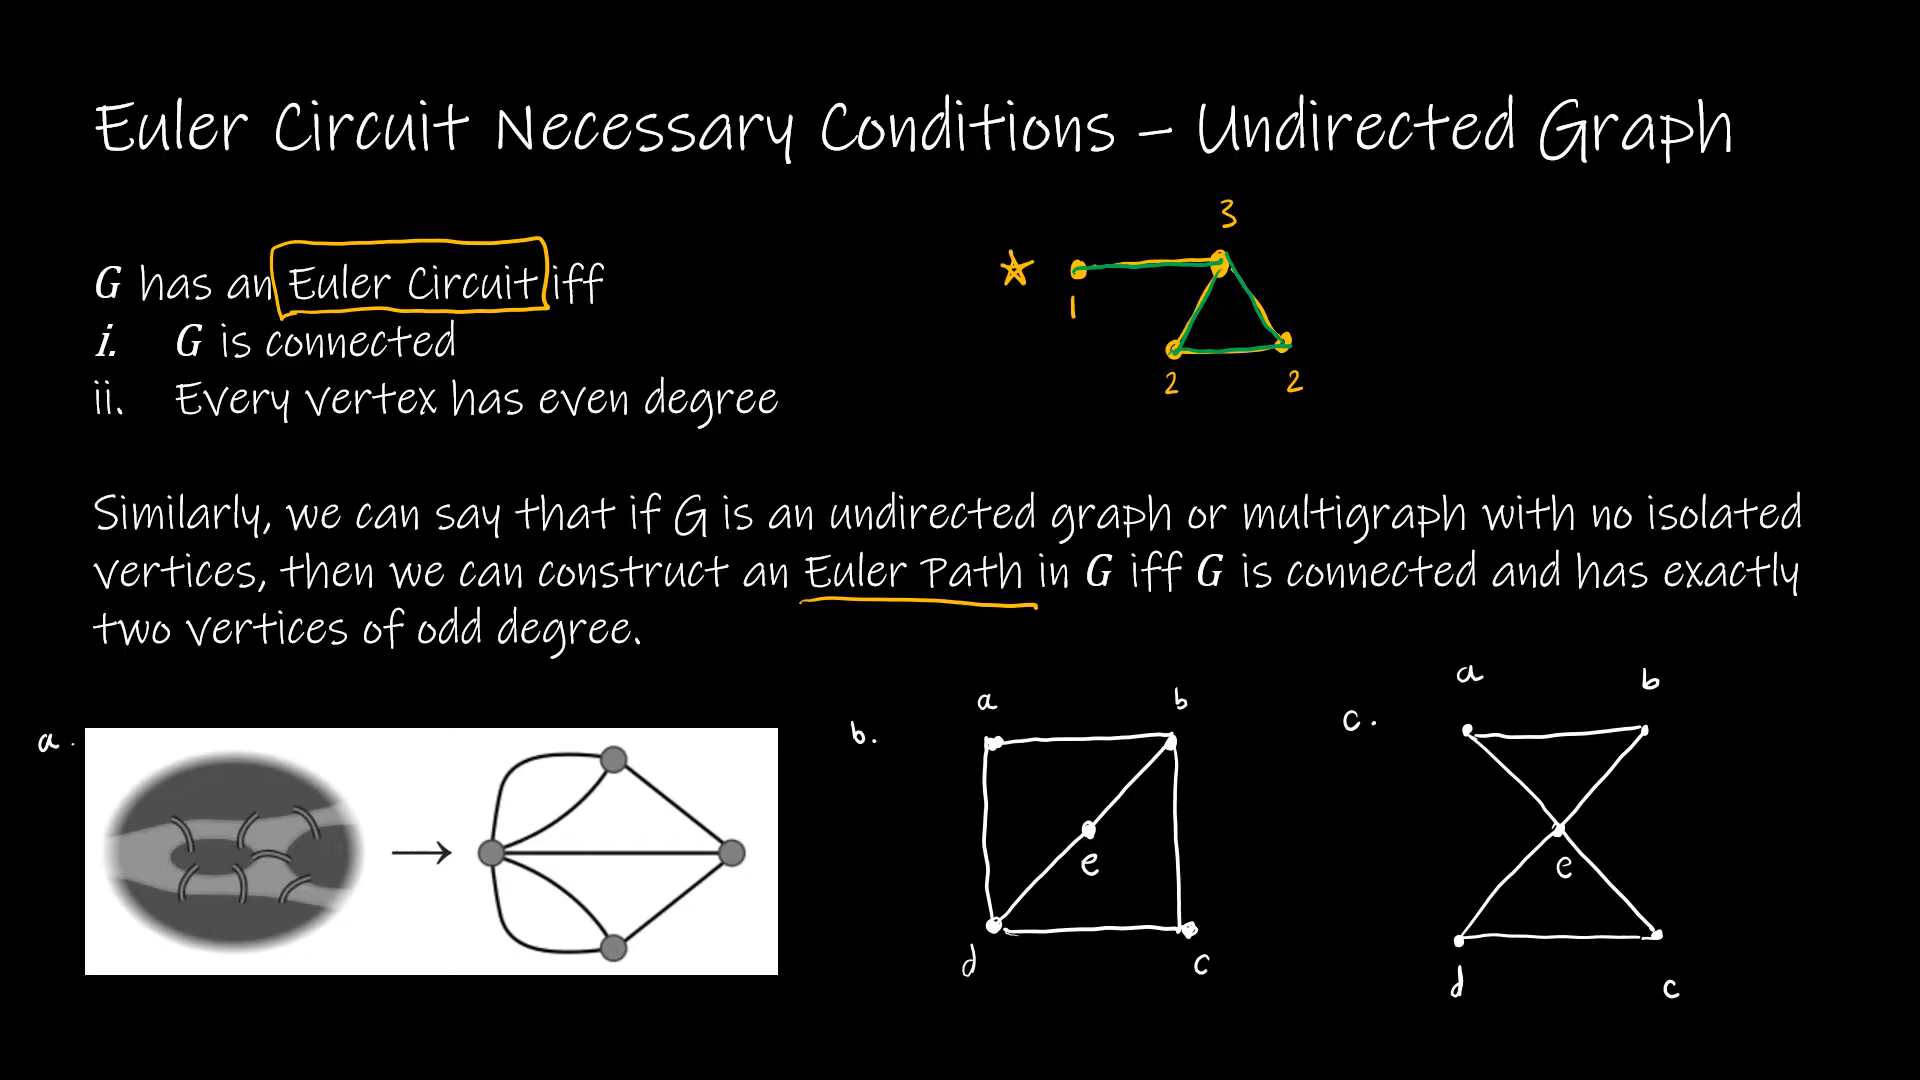 Euler Circuit Necessary Conditions – Undirected Graph
G has an Euler Circuit iff
i. G is connected
ii. Every vertex has even degree
3
1
2 2
Similarly, we can say that if G is an undirected graph or multigraph with no isolated
vertices, then we can construct an Euler Path in G iff G is connected and has exactly
two vertices of odd degree.
a.
b.
a b
e
d c
c.
a b
e
d c